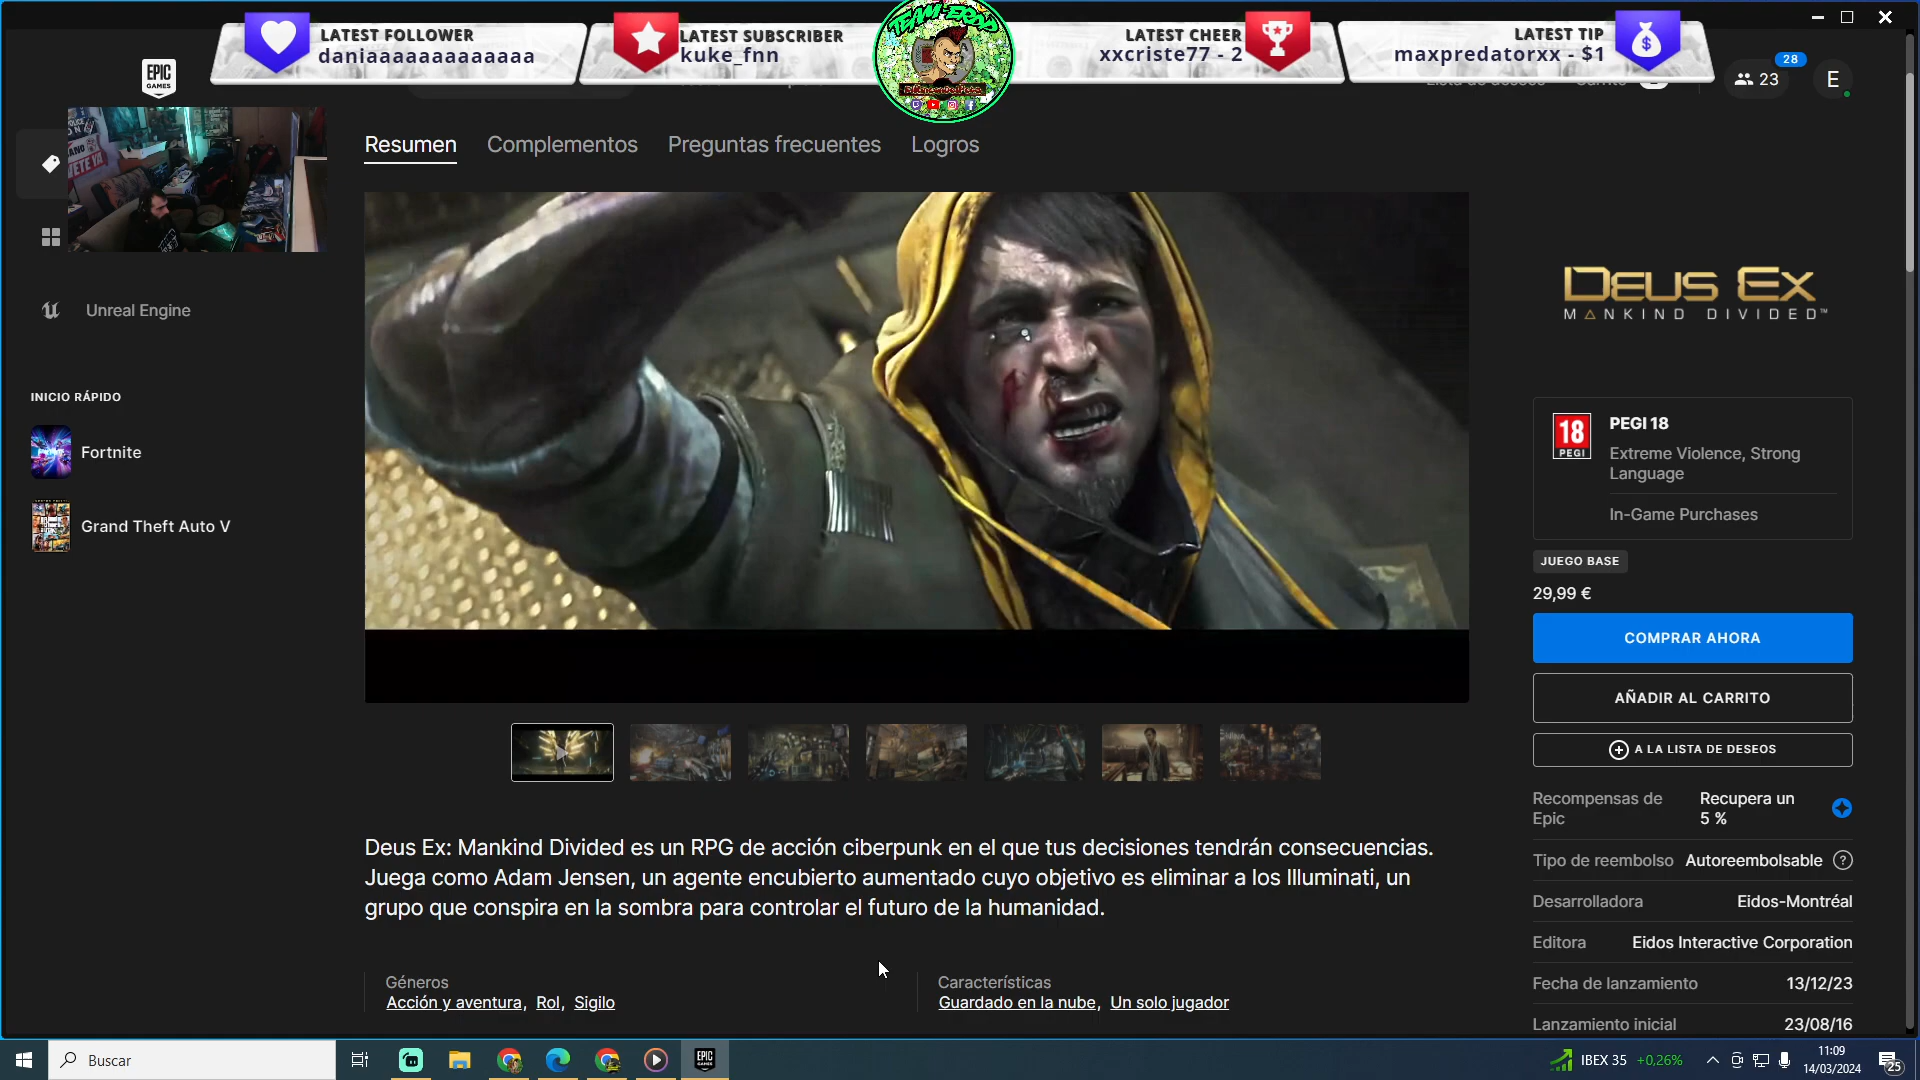 LATEST FOLLOWER
daniaaaaaaaaaaaaa
LATEST SUBSCRIBER
kuke_fnn
LATEST CHEER
xxcriste77 - 2
LATEST TIP
maxpredatorxx - $1
TEAM EROD
EPIC
GAMES
28
23
E
Resumen
Complementos
Preguntas frecuentes
Logros
Unreal Engine
INICIO RÁPIDO
Fortnite
Grand Theft Auto V
DEUS EX
MANKIND DIVIDED™
18
PEGI
PEGI 18
Extreme Violence, Strong
Language
In-Game Purchases
JUEGO BASE
29,99 €
COMPRAR AHORA
AÑADIR AL CARRITO
A LA LISTA DE DESEOS
Recompensas de
Epic
Recupera un
5 %
Tipo de reembolso
Autoreembolsable
Desarrolladora
Eidos-Montréal
Editora
Eidos Interactive Corporation
Fecha de lanzamiento
13/12/23
Lanzamiento inicial
23/08/16
Deus Ex: Mankind Divided es un RPG de acción ciberpunk en el que tus decisiones tendrán consecuencias.
Juega como Adam Jensen, un agente encubierto aumentado cuyo objetivo es eliminar a los Illuminati, un
grupo que conspira en la sombra para controlar el futuro de la humanidad.
Géneros
Acción y aventura, Rol, Sigilo
Características
Guardado en la nube, Un solo jugador
Buscar
EPIC
GAMES
IBEX 35 +0,26%
11:09
14/03/2024
25